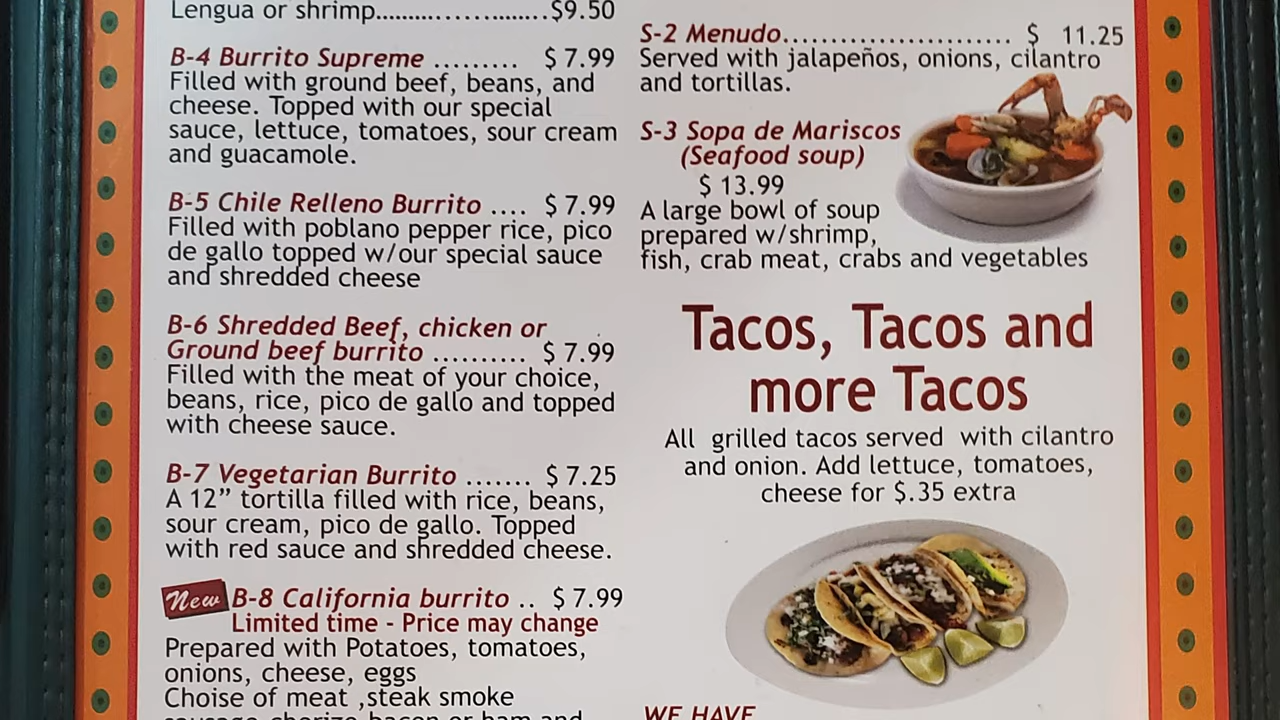 Lengua or shrimp......................$9.50
B-4 Burrito Supreme ......... $ 7.99
Filled with ground beef, beans, and
cheese. Topped with our special
sauce, lettuce, tomatoes, sour cream
and guacamole.
B-5 Chile Relleno Burrito .... $ 7.99
Filled with poblano pepper rice, pico
de gallo topped w/our special sauce
and shredded cheese
B-6 Shredded Beef, chicken or
Ground beef burrito .......... $ 7.99
Filled with the meat of your choice,
beans, rice, pico de gallo and topped
with cheese sauce.
B-7 Vegetarian Burrito ....... $ 7.25
A 12” tortilla filled with rice, beans,
sour cream, pico de gallo. Topped
with red sauce and shredded cheese.
New B-8 California burrito .. $ 7.99
Limited time - Price may change
Prepared with Potatoes, tomatoes,
onions, cheese, eggs
Choise of meat ,steak smoke
sausage chorizo bacon or ham and
S-2 Menudo........................ $ 11.25
Served with jalapeños, onions, cilantro
and tortillas.
S-3 Sopa de Mariscos
(Seafood soup)
$ 13.99
A large bowl of soup
prepared w/shrimp,
fish, crab meat, crabs and vegetables
Tacos, Tacos and
more Tacos
All grilled tacos served with cilantro
and onion. Add lettuce, tomatoes,
cheese for $.35 extra
WE HAVE